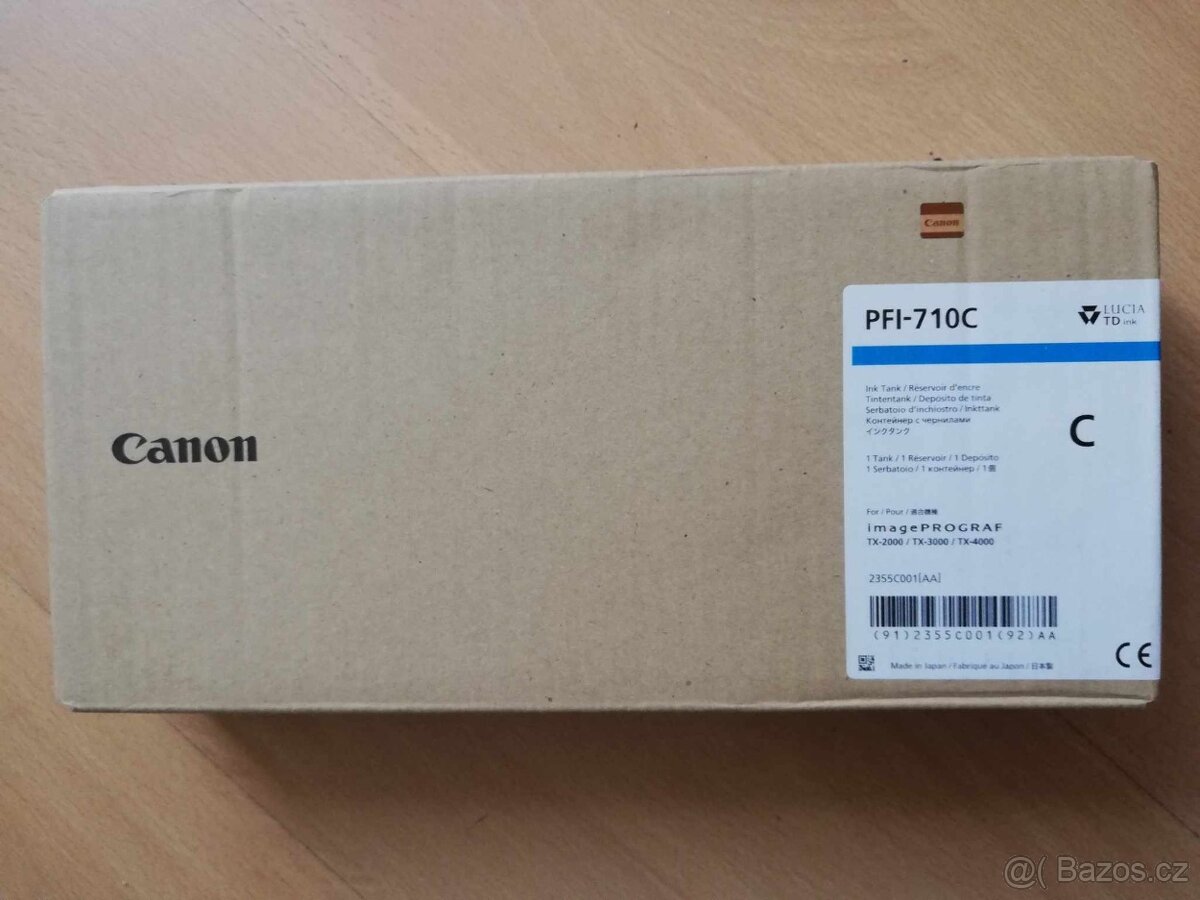 Canon
Canon
PFI-710C
LUCIA
TD ink
Ink Tank / Réservoir d'encre
Tintentank / Depósito de tinta
Serbatoio d'inchiostro / Inkttank
Контейнер с чернилами
インクタンク
C
1 Tank / 1 Réservoir / 1 Depósito
1 Serbatoio / 1 контейнер / 1個
For / Pour / 適合機種
imagePROGRAF
TX-2000 / TX-3000 / TX-4000
2355C001[AA]
(91)2355C001(92)AA
Made in Japan / Fabriqué au Japon / 日本製
CE
@( Bazos.cz